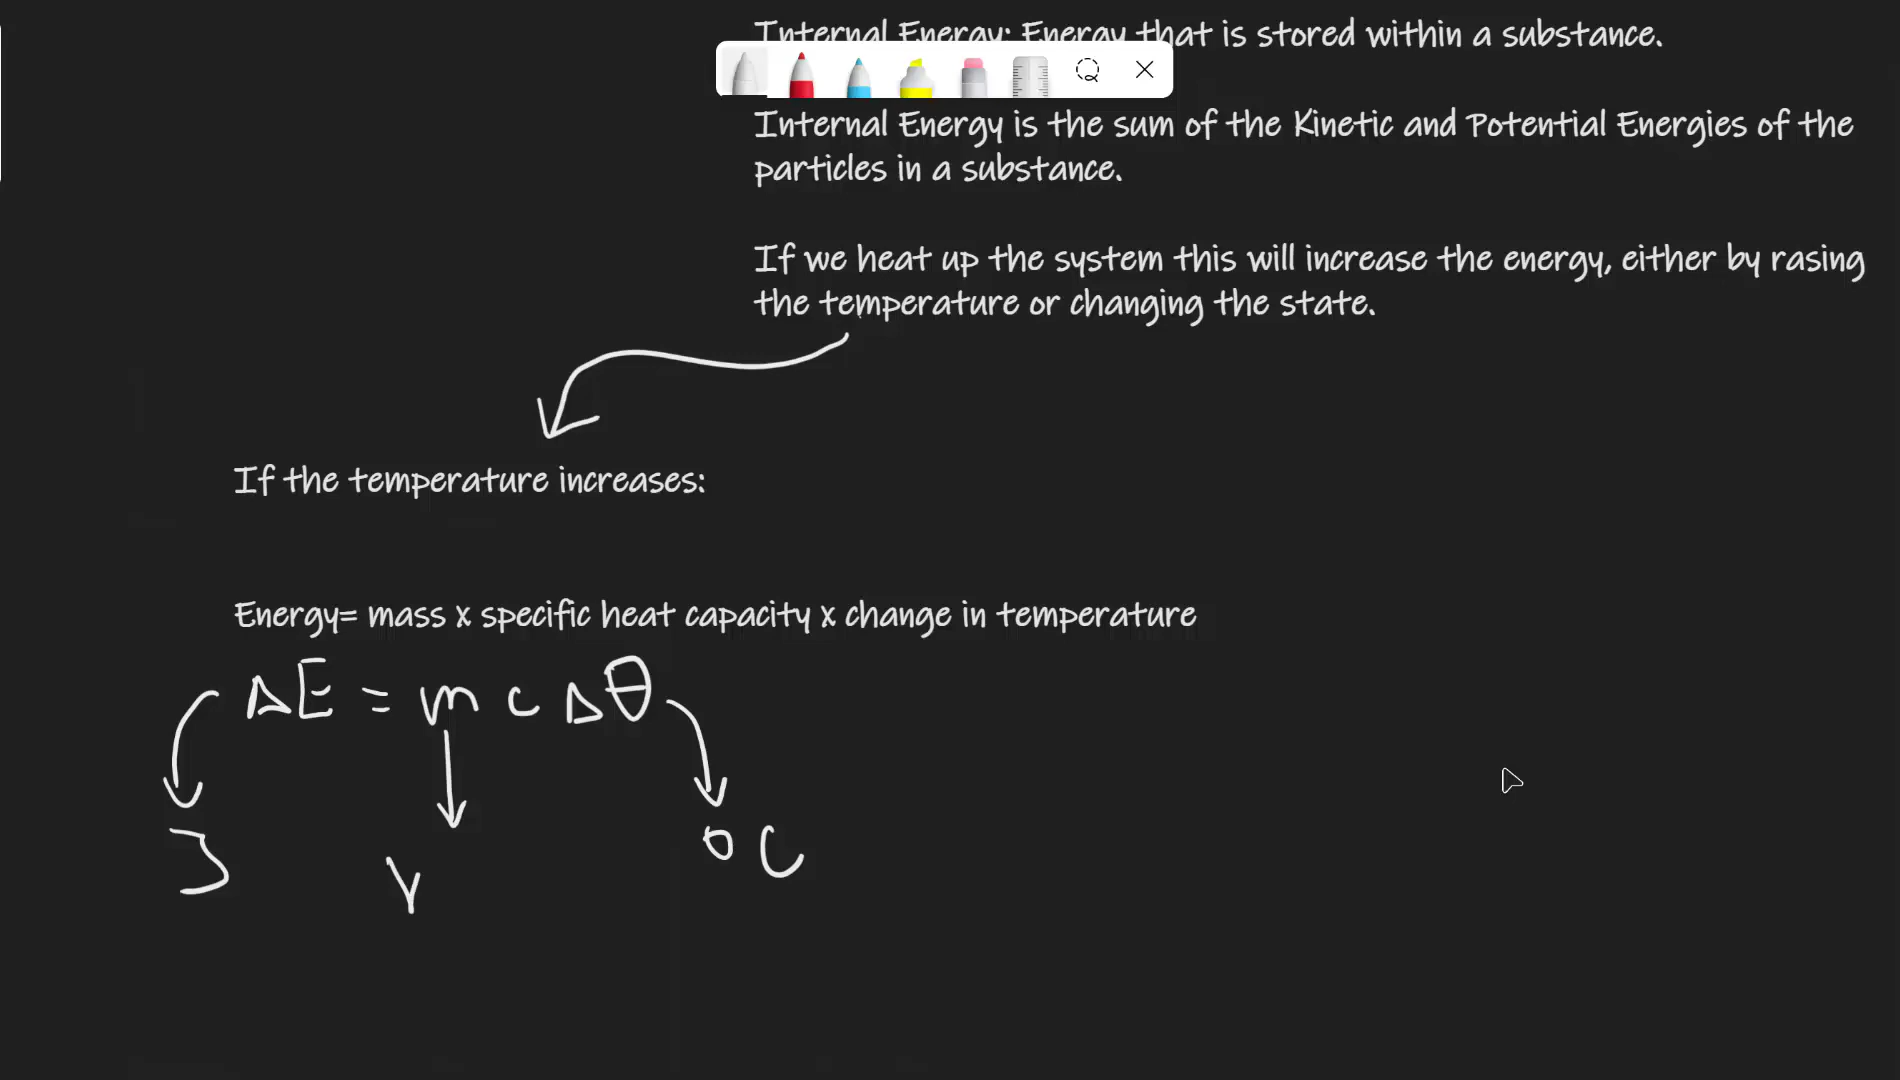 Internal Energy: Energy that is stored within a substance.
Internal Energy is the sum of the Kinetic and Potential Energies of the
particles in a substance.
If we heat up the system this will increase the energy, either by rasing
the temperature or changing the state.
If the temperature increases:
Energy= mass x specific heat capacity x change in temperature
ΔE = m c Δθ
J
°C